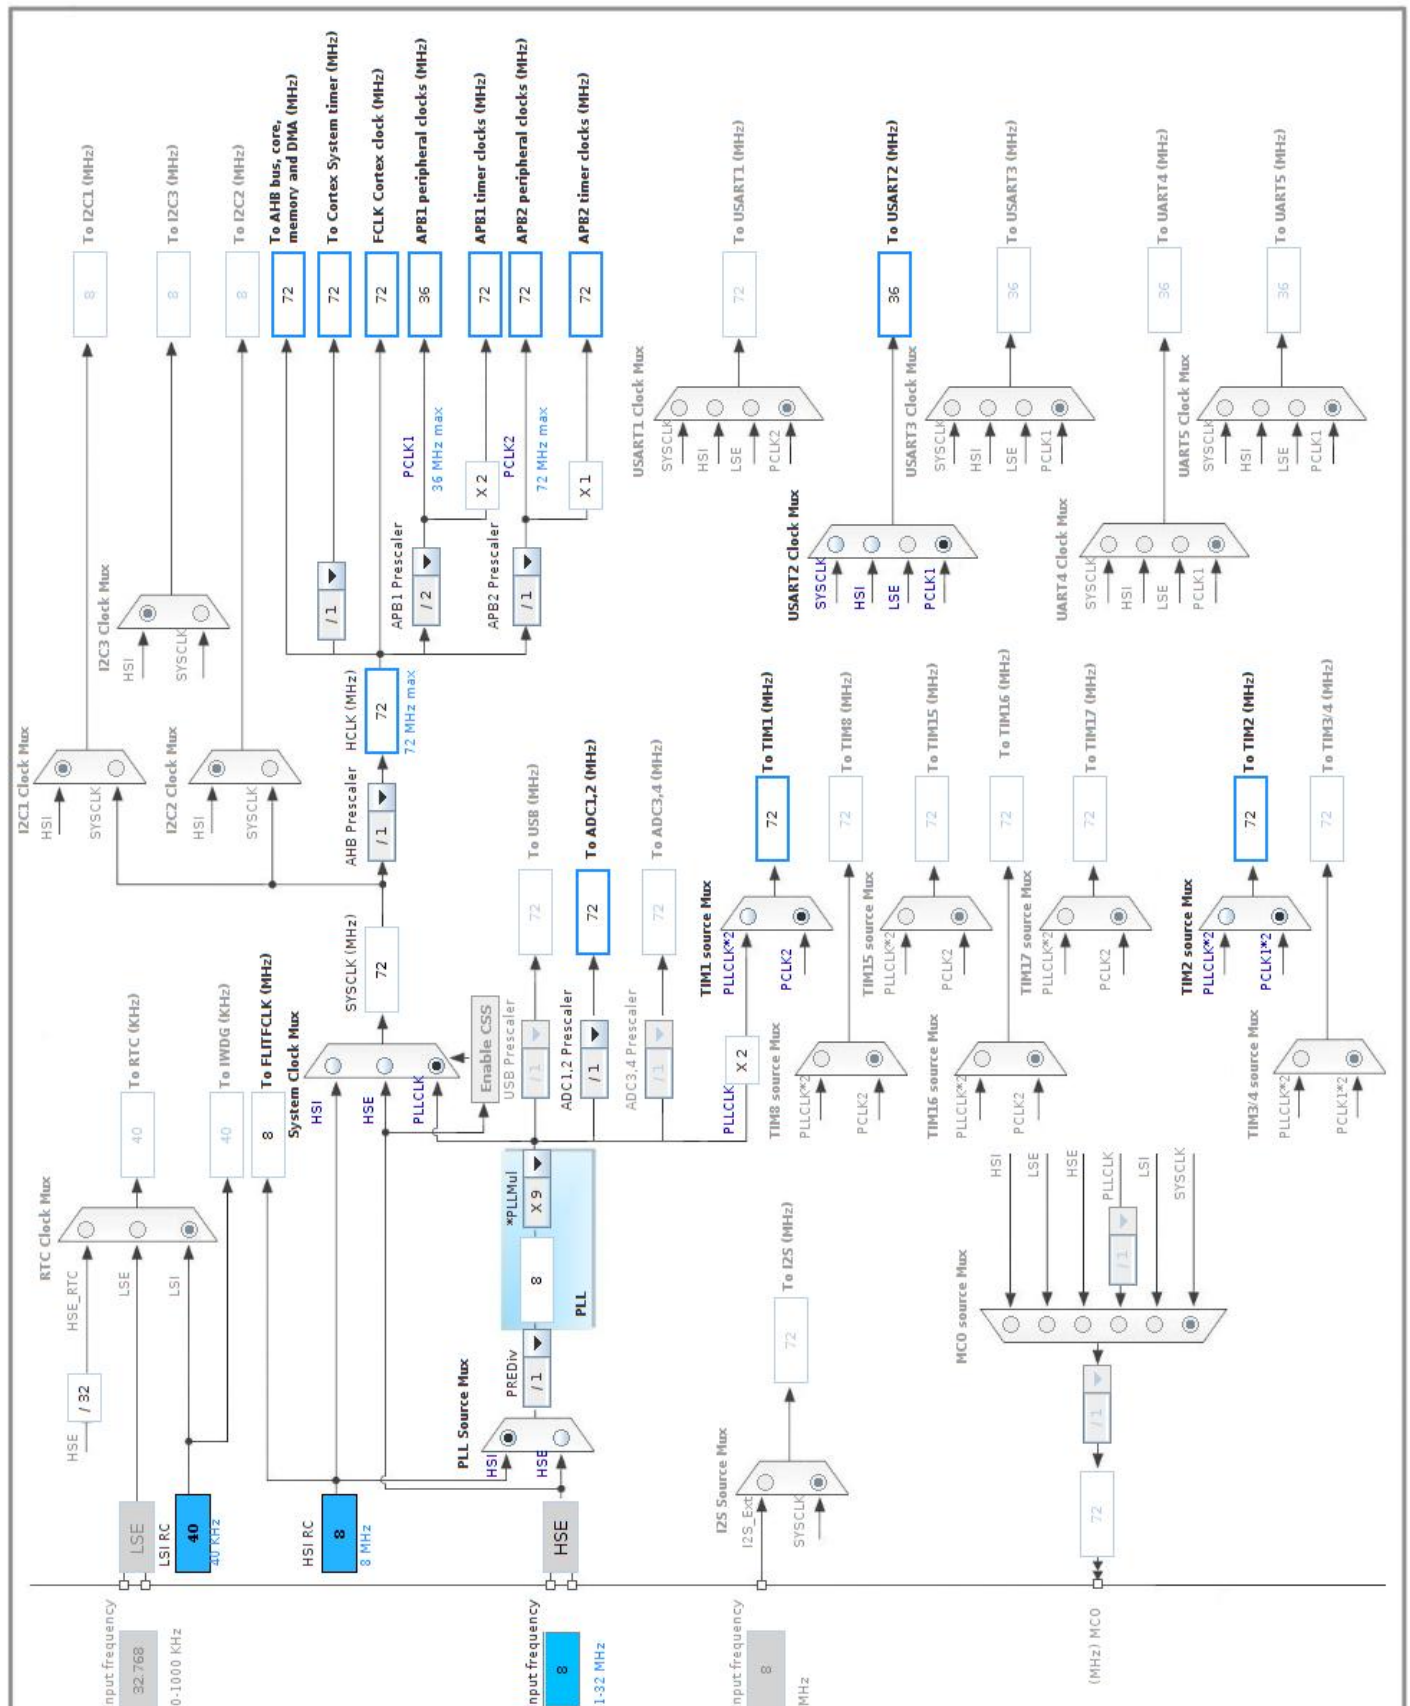 Input frequency
32.768
0-1000 KHz
LSE
LSI RC
40
40 KHz
HSE
/ 32
HSE_RTC
LSE
LSI
RTC Clock Mux
40
To RTC (KHz)
40
To IWDG (KHz)
8
To FLITFCLK (MHz)
HSI RC
8
8 MHz
Input frequency
8
1-32 MHz
HSE
PLL Source Mux
HSI
HSE
PREDiv
/ 1
8
PLL
*PLLMul
X 9
System Clock Mux
HSI
HSE
PLLCLK
Enable CSS
SYSCLK (MHz)
72
AHB Prescaler
/ 1
HCLK (MHz)
72
72 MHz max
I2C1 Clock Mux
HSI
SYSCLK
8
To I2C1 (MHz)
I2C3 Clock Mux
HSI
SYSCLK
8
To I2C3 (MHz)
I2C2 Clock Mux
HSI
SYSCLK
8
To I2C2 (MHz)
72
To AHB bus, core,
memory and DMA (MHz)
/ 1
72
To Cortex System timer (MHz)
72
FCLK Cortex clock (MHz)
APB1 Prescaler
/ 2
PCLK1
36 MHz max
36
APB1 peripheral clocks (MHz)
X 2
72
APB1 timer clocks (MHz)
APB2 Prescaler
/ 1
PCLK2
72 MHz max
72
APB2 peripheral clocks (MHz)
X 1
72
APB2 timer clocks (MHz)
USB Prescaler
/ 1
72
To USB (MHz)
ADC1,2 Prescaler
/ 1
72
To ADC1,2 (MHz)
ADC3,4 Prescaler
/ 1
72
To ADC3,4 (MHz)
PLLCLK
X 2
TIM1 source Mux
PLLCLK*2
PCLK2
72
To TIM1 (MHz)
TIM8 source Mux
PLLCLK*2
PCLK2
72
To TIM8 (MHz)
TIM15 source Mux
PLLCLK*2
PCLK2
72
To TIM15 (MHz)
TIM16 source Mux
PLLCLK*2
PCLK2
72
To TIM16 (MHz)
TIM17 source Mux
PLLCLK*2
PCLK2
72
To TIM17 (MHz)
TIM2 source Mux
PLLCLK*2
PCLK1*2
72
To TIM2 (MHz)
TIM3/4 source Mux
PLLCLK*2
PCLK1*2
72
To TIM3/4 (MHz)
USART1 Clock Mux
SYSCLK
HSI
LSE
PCLK2
72
To USART1 (MHz)
USART2 Clock Mux
SYSCLK
HSI
LSE
PCLK1
36
To USART2 (MHz)
USART3 Clock Mux
SYSCLK
HSI
LSE
PCLK1
36
To USART3 (MHz)
UART4 Clock Mux
SYSCLK
HSI
LSE
PCLK1
36
To UART4 (MHz)
UART5 Clock Mux
SYSCLK
HSI
LSE
PCLK1
36
To UART5 (MHz)
Input frequency
8
MHz
I2S Source Mux
I2S_Ext
SYSCLK
72
To I2S (MHz)
(MHz) MCO
72
/ 1
MCO source Mux
HSI
LSE
HSE
/ 1
PLLCLK
LSI
SYSCLK